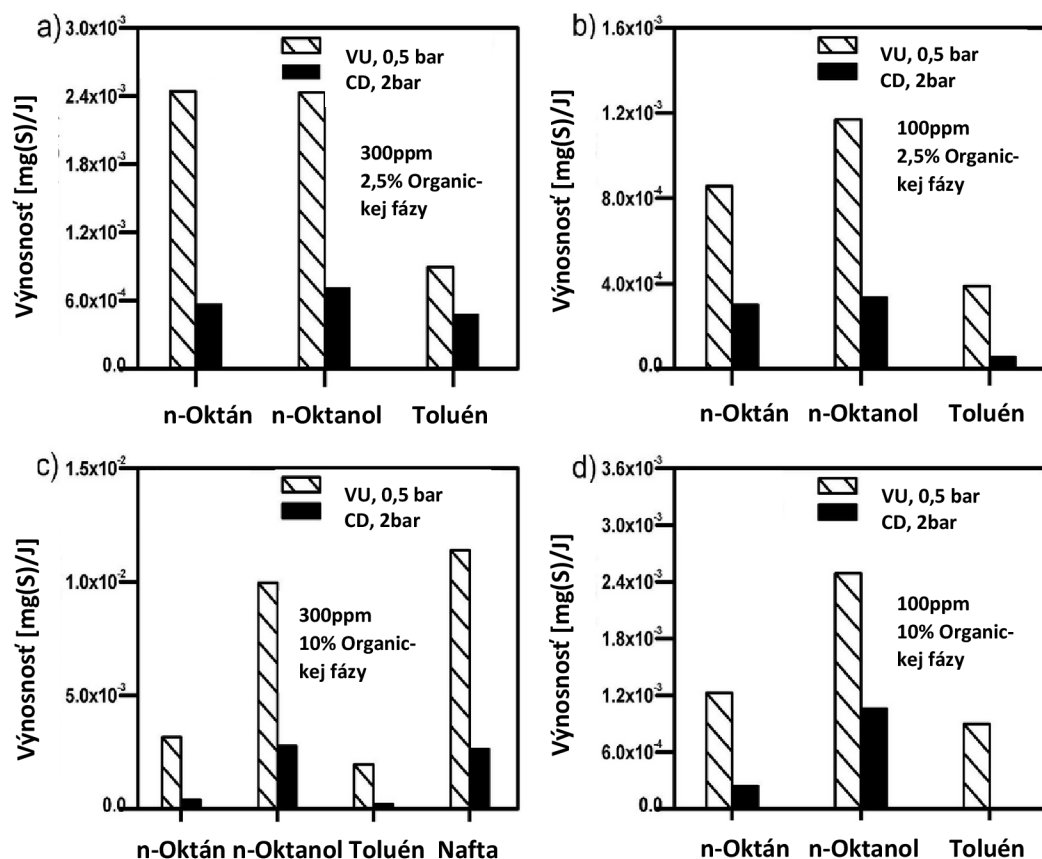 a)
Výnosnosť [mg(S)/J]
3.0x10⁻³
2.4x10⁻³
1.8x10⁻³
1.2x10⁻³
6.0x10⁻⁴
0.0
VU, 0,5 bar
CD, 2bar
300ppm
2,5% Organic-
kej fázy
n-Oktán n-Oktanol Toluén
b)
Výnosnosť [mg(S)/J]
1.6x10⁻³
1.2x10⁻³
8.0x10⁻⁴
4.0x10⁻⁴
0.0
VU, 0,5 bar
CD, 2bar
100ppm
2,5% Organic-
kej fázy
n-Oktán n-Oktanol Toluén
c)
Výnosnosť [mg(S)/J]
1.5x10⁻²
1.0x10⁻²
5.0x10⁻³
0.0
VU, 0,5 bar
CD, 2bar
300ppm
10% Organic-
kej fázy
n-Oktán n-Oktanol Toluén Nafta
d)
Výnosnosť [mg(S)/J]
3.6x10⁻³
3.0x10⁻³
2.4x10⁻³
1.8x10⁻³
1.2x10⁻³
6.0x10⁻⁴
0.0
VU, 0,5 bar
CD, 2bar
100ppm
10% Organic-
kej fázy
n-Oktán n-Oktanol Toluén